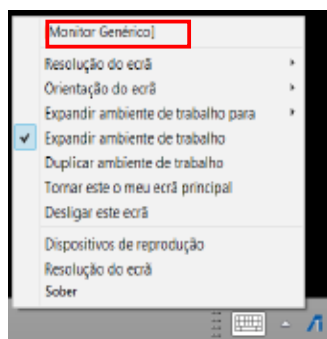 Monitor Genérico]
Resolução do ecrã
Orientação do ecrã
Expandir ambiente de trabalho para
Expandir ambiente de trabalho
Duplicar ambiente de trabalho
Tornar este o meu ecrã principal
Desligar este ecrã
Dispositivos de reprodução
Resolução do ecrã
Sober